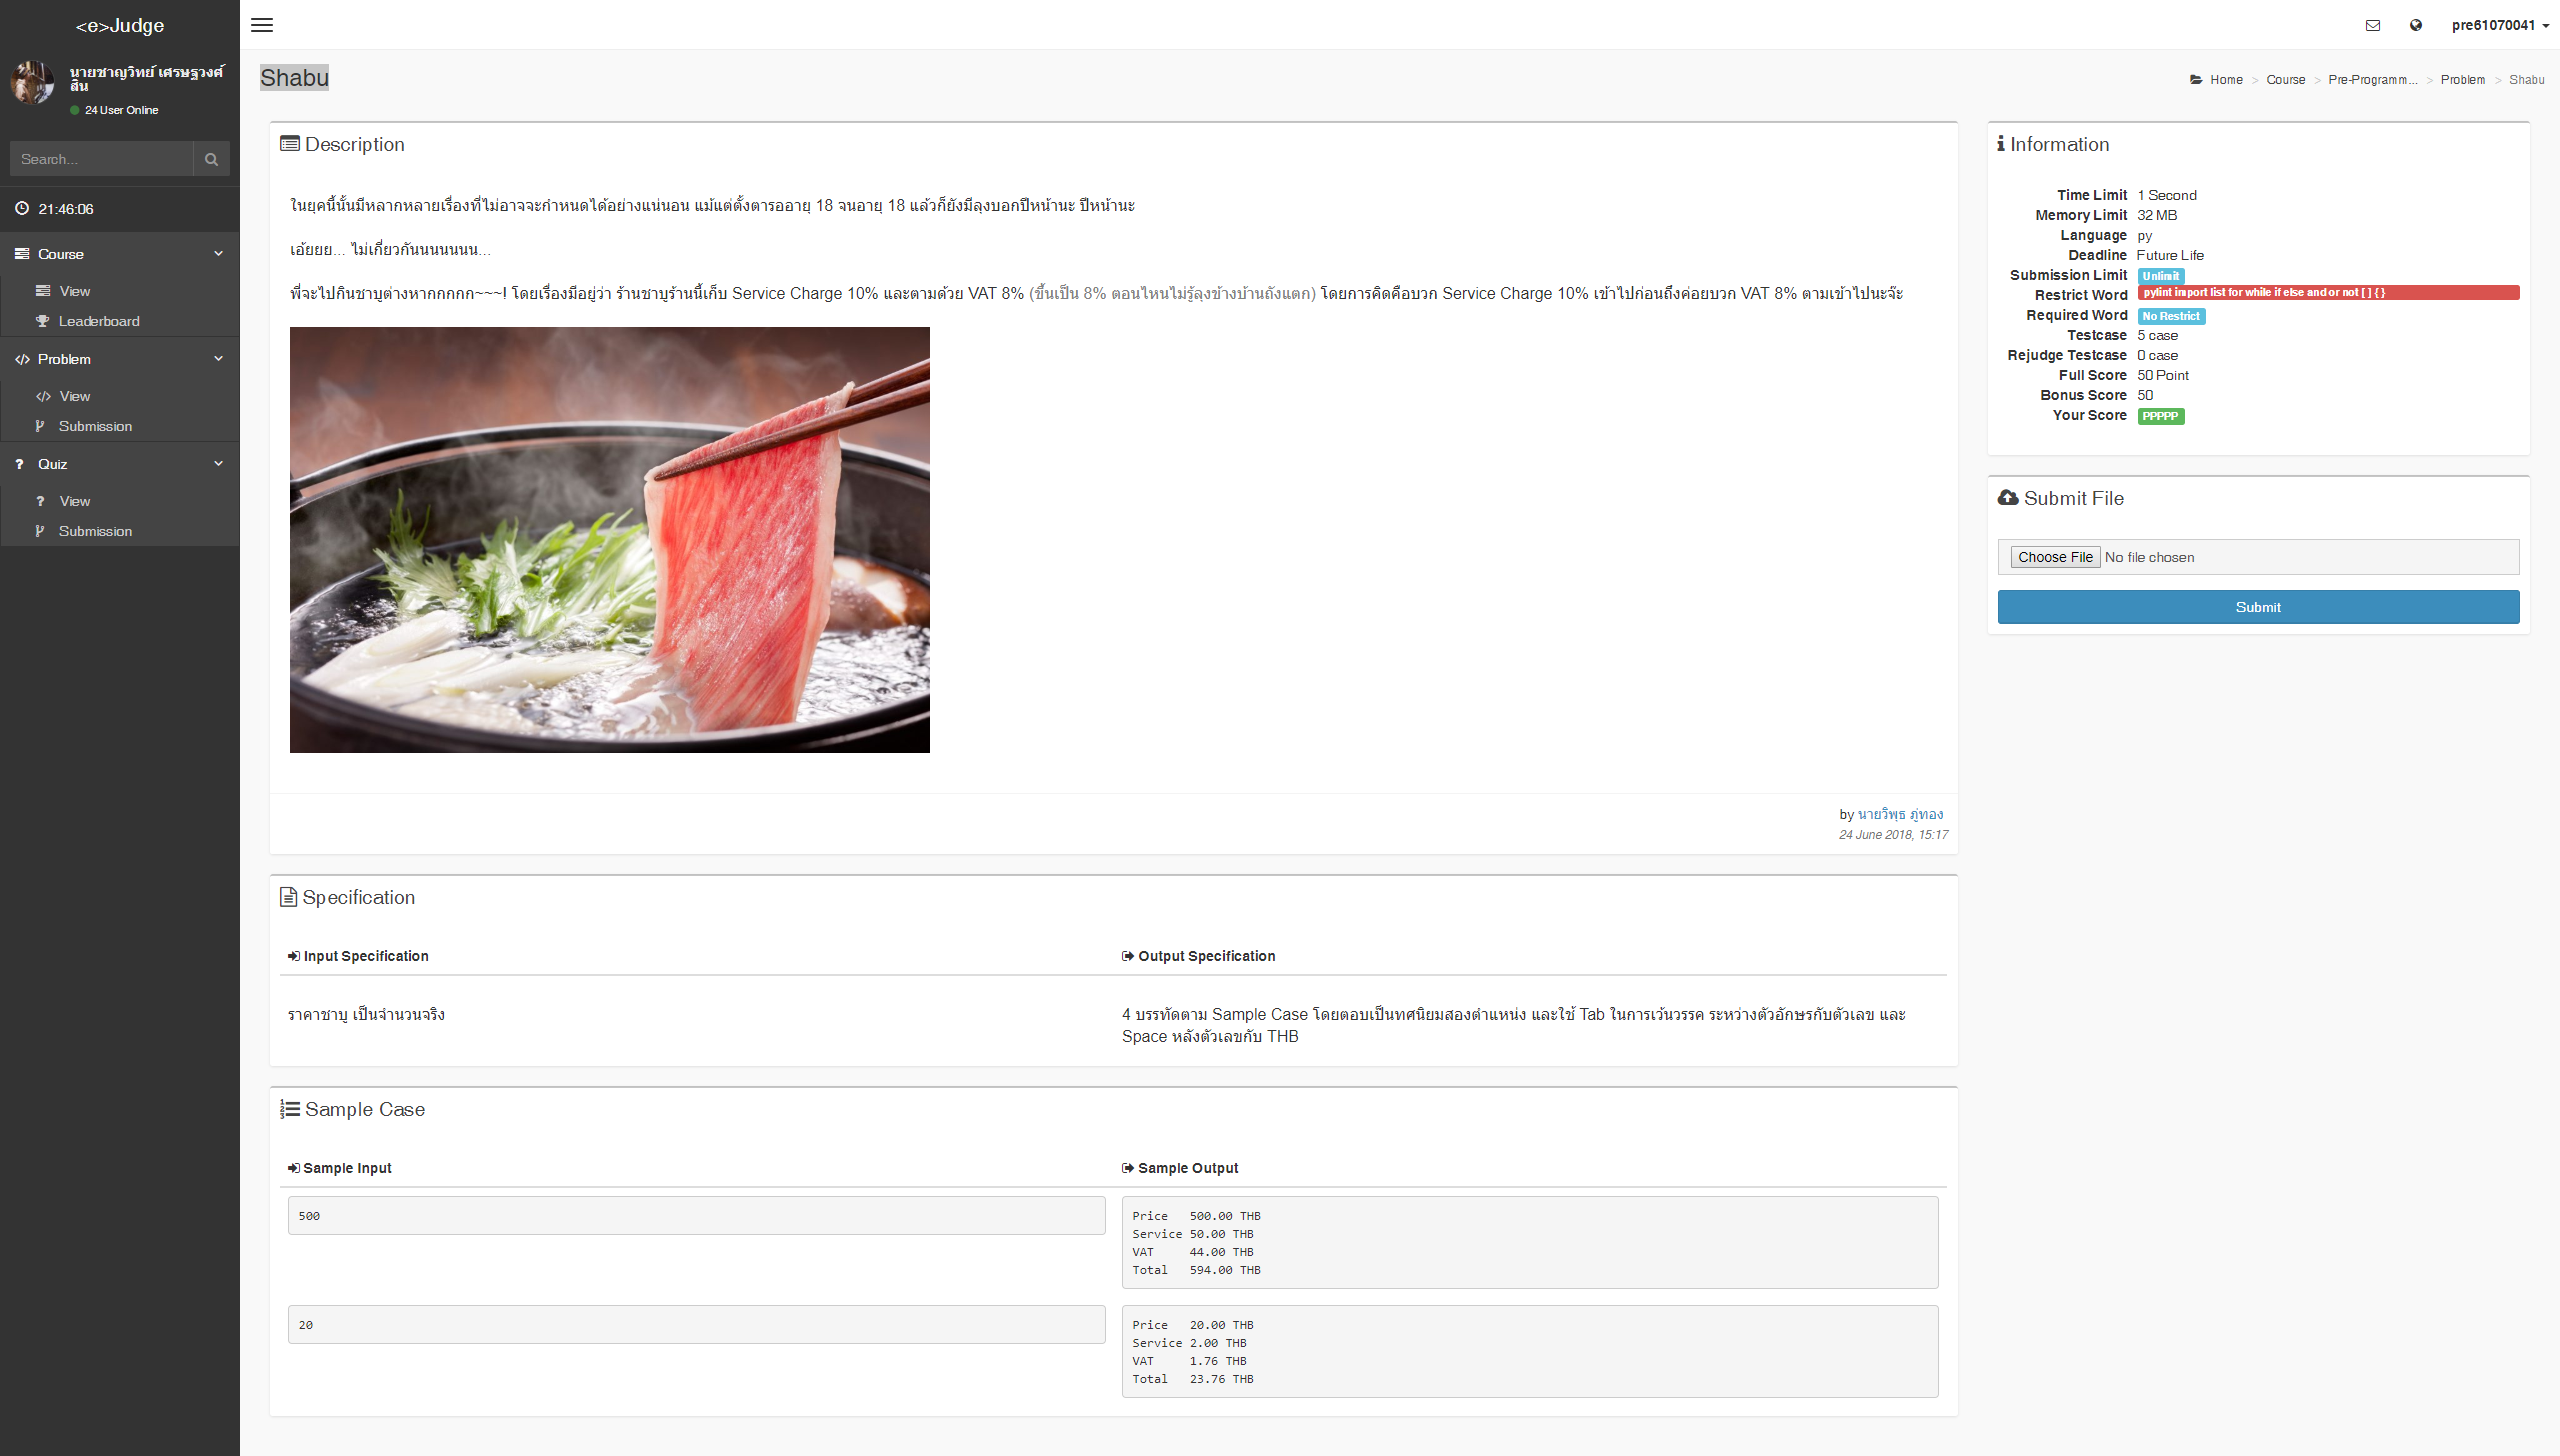 <e>Judge
pre61070041
นายชาญวิทย์ เศรษฐวงศ์
สิน
24 User Online
Search...
21:46:06
Course
View
Leaderboard
Problem
View
Submission
Quiz
View
Submission
Shabu
Home > Course > Pre-Programm... > Problem > Shabu
Description
ในยุคนี้นั้นมีหลากหลายเรื่องที่ไม่อาจจะกำหนดได้อย่างแน่นอน แม้แต่ตั้งตารออายุ 18 จนอายุ 18 แล้วก็ยังมีลุงบอกปีหน้านะ ปีหน้านะ
เอ้ยยย... ไม่เกี่ยวกันนนนนนน...
พี่จะไปกินชาบูต่างหากกกกก~~~! โดยเรื่องมีอยู่ว่า ร้านชาบูร้านนี้เก็บ Service Charge 10% และตามด้วย VAT 8% (ขึ้นเป็น 8% ตอนไหนไม่รู้ลุงข้างบ้านถังแตก) โดยการคิดคือบวก Service Charge 10% เข้าไปก่อนถึงค่อยบวก VAT 8% ตามเข้าไปนะจ๊ะ
by นายวิพุธ ภู่ทอง
24 June 2018, 15:17
Information
Time Limit 1 Second
Memory Limit 32 MB
Language py
Deadline Future Life
Submission Limit Unlimit
Restrict Word pylint import list for while if else and or not [ ] { }
Required Word No Restrict
Testcase 5 case
Rejudge Testcase 0 case
Full Score 50 Point
Bonus Score 50
Your Score PPPPP
Submit File
Choose File No file chosen
Submit
Specification
Input Specification
ราคาชาบู เป็นจำนวนจริง
Output Specification
4 บรรทัดตาม Sample Case โดยตอบเป็นทศนิยมสองตำแหน่ง และใช้ Tab ในการเว้นวรรค ระหว่างตัวอักษรกับตัวเลข และ
Space หลังตัวเลขกับ THB
Sample Case
Sample Input
Sample Output
500
Price   500.00 THB
Service 50.00 THB
VAT     44.00 THB
Total   594.00 THB
20
Price   20.00 THB
Service 2.00 THB
VAT     1.76 THB
Total   23.76 THB